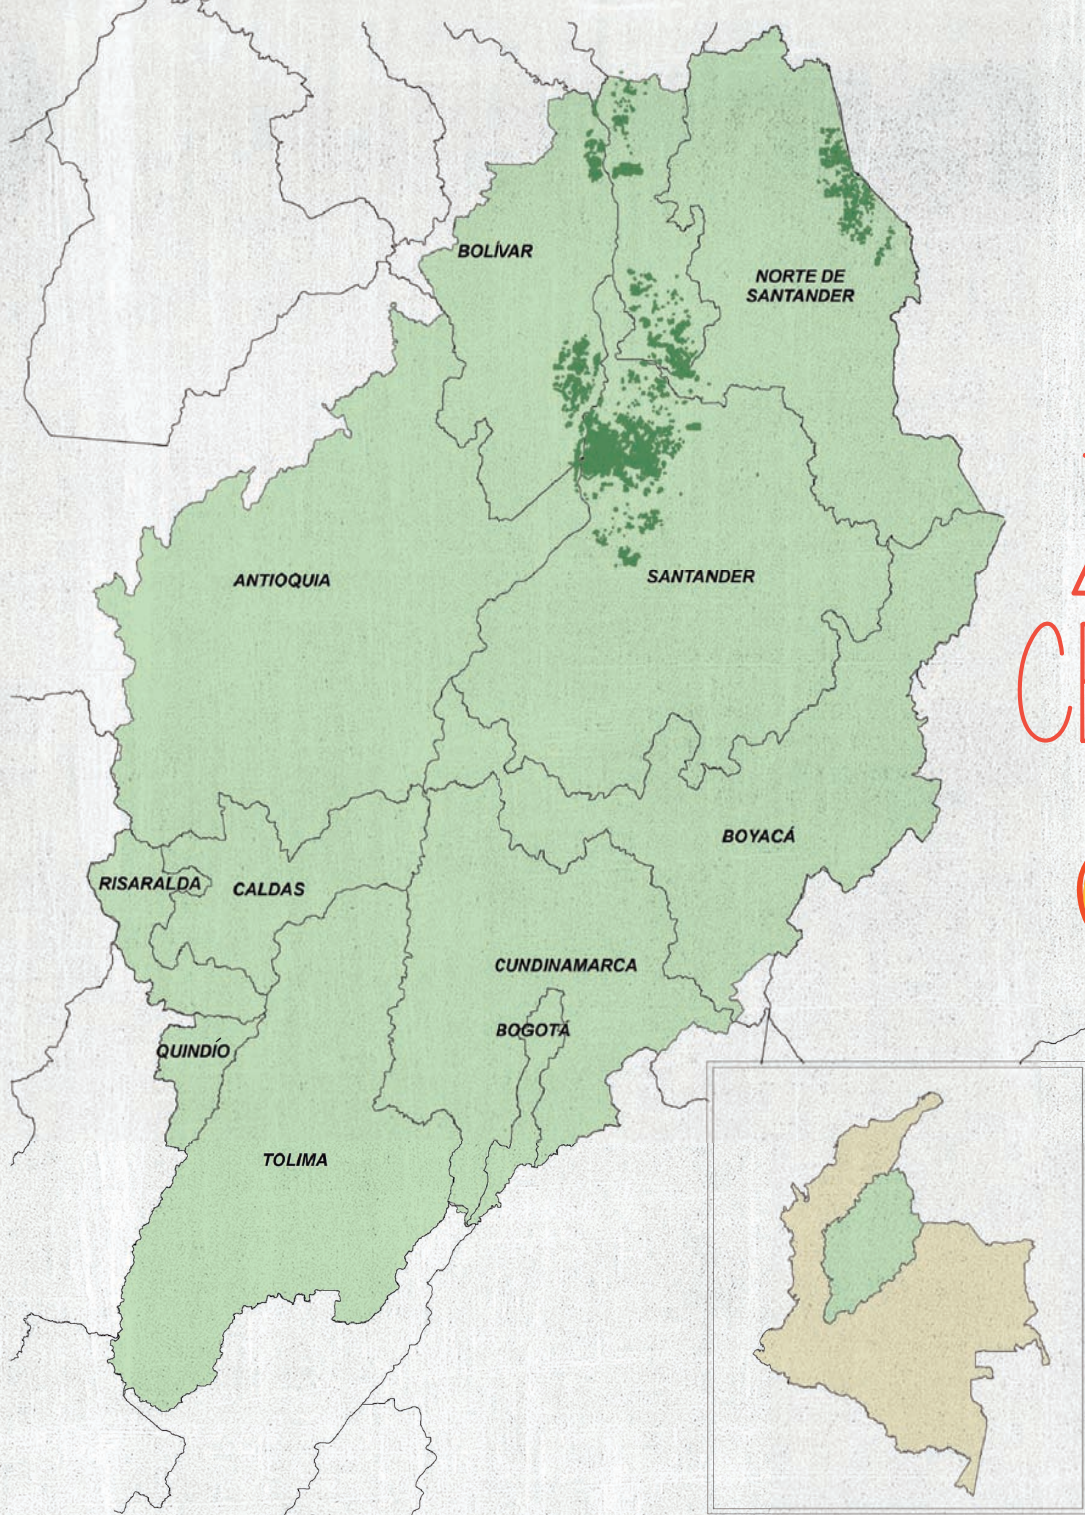 BOLÍVAR
NORTE DE
SANTANDER
ANTIOQUIA
SANTANDER
BOYACÁ
RISARALDA
CALDAS
CUNDINAMARCA
BOGOTÁ
QUINDÍO
TOLIMA